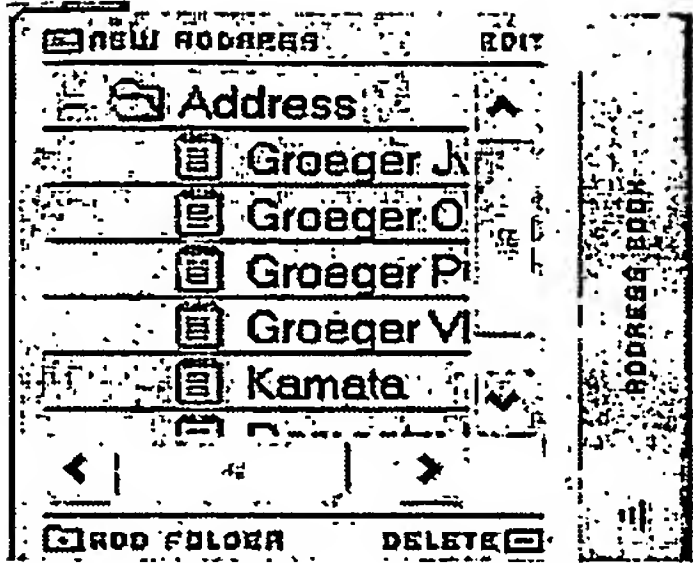 NEW ADDRESS EDIT
Address
Groeger J
Groeger O
Groeger P
Groeger V
Kamata
ADD FOLDER DELETE
ADDRESS BOOK